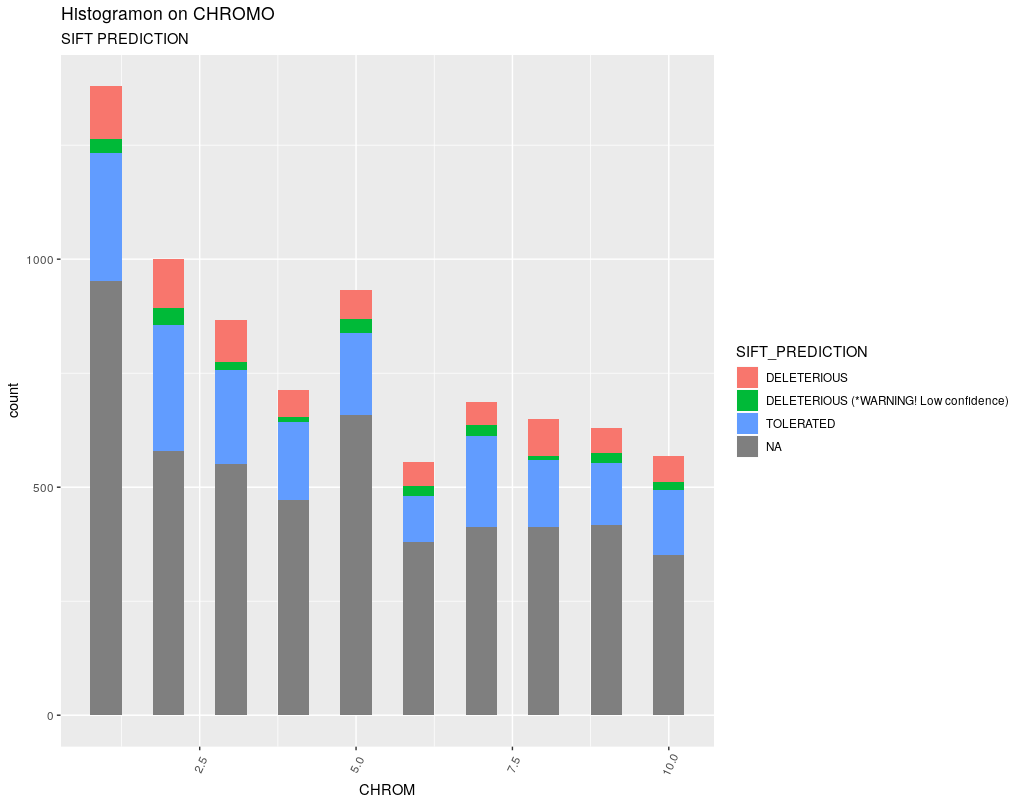 Histogramon on CHROMO
SIFT PREDICTION
count
1000
500
0
2.5
5.0
7.5
10.0
CHROM
SIFT_PREDICTION
DELETERIOUS
DELETERIOUS (*WARNING! Low confidence)
TOLERATED
NA